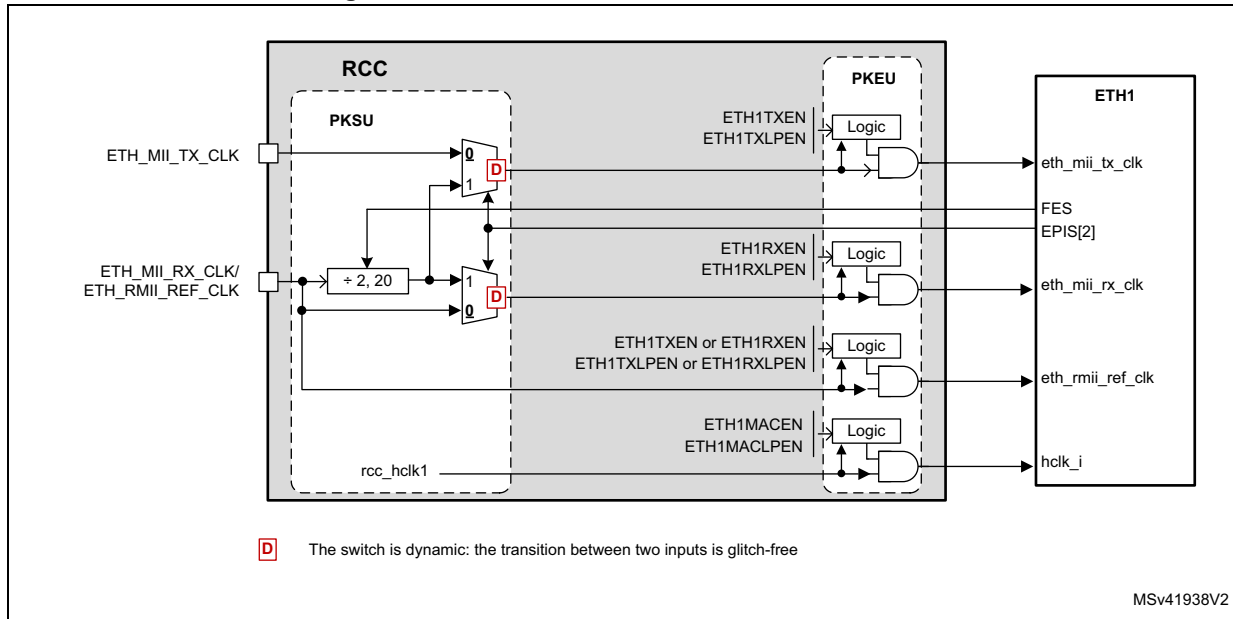 RCC
PKSU
PKEU
ETH1
ETH_MII_TX_CLK
0
D
1
ETH1TXEN
ETH1TXLPEN
Logic
eth_mii_tx_clk
FES
EPIS[2]
ETH_MII_RX_CLK/
ETH_RMII_REF_CLK
÷ 2, 20
1
D
0
ETH1RXEN
ETH1RXLPEN
Logic
eth_mii_rx_clk
ETH1TXEN or ETH1RXEN
ETH1TXLPEN or ETH1RXLPEN
Logic
eth_rmii_ref_clk
ETH1MACEN
ETH1MACLPEN
Logic
rcc_hclk1
hclk_i
D The switch is dynamic: the transition between two inputs is glitch-free
MSv41938V2